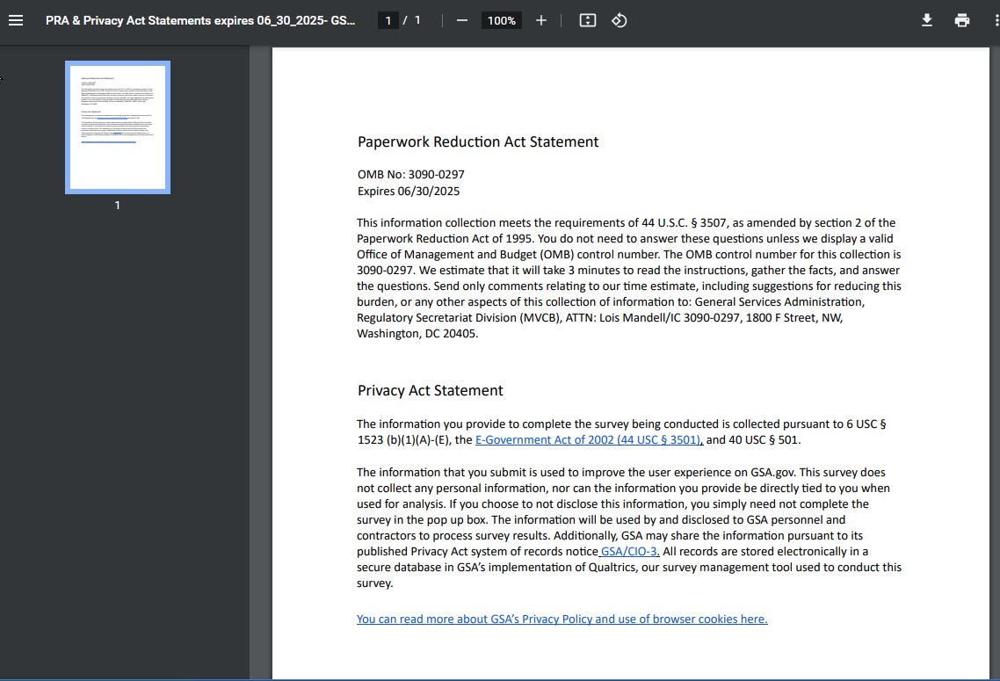 PRA & Privacy Act Statements expires 06_30_2025- GS...
1 / 1
100%
1
Paperwork Reduction Act Statement
OMB No: 3090-0297
Expires 06/30/2025
This information collection meets the requirements of 44 U.S.C. § 3507, as amended by section 2 of the
Paperwork Reduction Act of 1995. You do not need to answer these questions unless we display a valid
Office of Management and Budget (OMB) control number. The OMB control number for this collection is
3090-0297. We estimate that it will take 3 minutes to read the instructions, gather the facts, and answer
the questions. Send only comments relating to our time estimate, including suggestions for reducing this
burden, or any other aspects of this collection of information to: General Services Administration,
Regulatory Secretariat Division (MVCB), ATTN: Lois Mandell/IC 3090-0297, 1800 F Street, NW,
Washington, DC 20405.
Privacy Act Statement
The information you provide to complete the survey being conducted is collected pursuant to 6 USC §
1523 (b)(1)(A)-(E), the E-Government Act of 2002 (44 USC § 3501), and 40 USC § 501.
The information that you submit is used to improve the user experience on GSA.gov. This survey does
not collect any personal information, nor can the information you provide be directly tied to you when
used for analysis. If you choose to not disclose this information, you simply need not complete the
survey in the pop up box. The information will be used by and disclosed to GSA personnel and
contractors to process survey results. Additionally, GSA may share the information pursuant to its
published Privacy Act system of records notice GSA/CIO-3. All records are stored electronically in a
secure database in GSA's implementation of Qualtrics, our survey management tool used to conduct this
survey.
You can read more about GSA's Privacy Policy and use of browser cookies here.